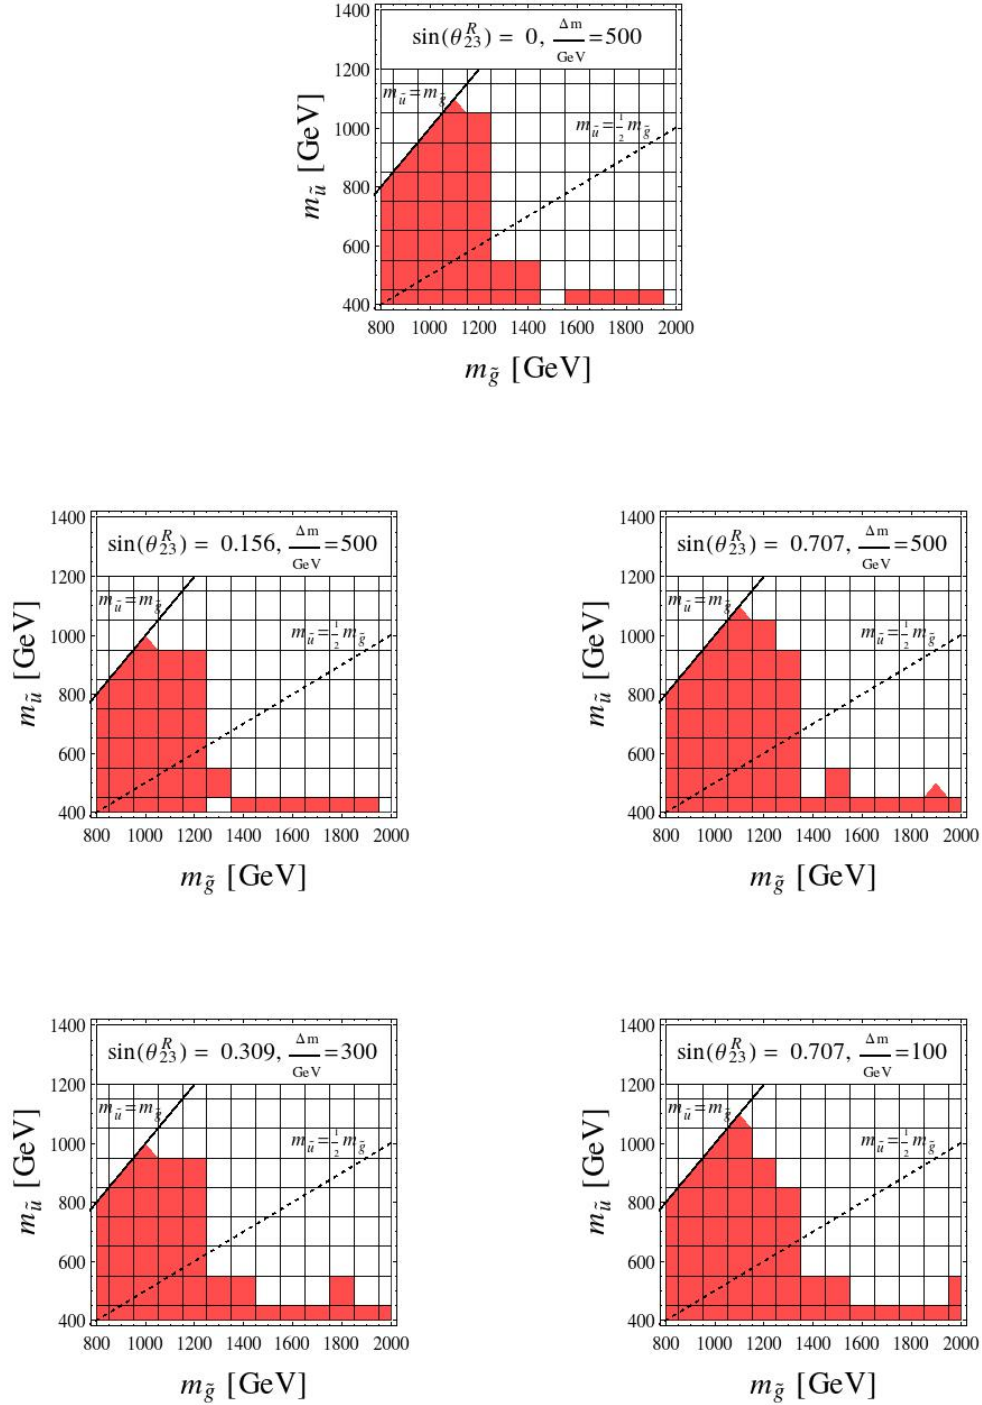 sin(θ^R_23) = 0, Δm/GeV=500
m_ũ=m_g̃
m_ũ=1/2 m_g̃
1400
1200
1000
800
600
400
m_ũ [GeV]
800 1000 1200 1400 1600 1800 2000
m_g̃ [GeV]
sin(θ^R_23) = 0.156, Δm/GeV=500
m_ũ=m_g̃
m_ũ=1/2 m_g̃
1400
1200
1000
800
600
400
m_ũ [GeV]
800 1000 1200 1400 1600 1800 2000
m_g̃ [GeV]
sin(θ^R_23) = 0.707, Δm/GeV=500
m_ũ=m_g̃
m_ũ=1/2 m_g̃
1400
1200
1000
800
600
400
m_ũ [GeV]
800 1000 1200 1400 1600 1800 2000
m_g̃ [GeV]
sin(θ^R_23) = 0.309, Δm/GeV=300
m_ũ=m_g̃
m_ũ=1/2 m_g̃
1400
1200
1000
800
600
400
m_ũ [GeV]
800 1000 1200 1400 1600 1800 2000
m_g̃ [GeV]
sin(θ^R_23) = 0.707, Δm/GeV=100
m_ũ=m_g̃
m_ũ=1/2 m_g̃
1400
1200
1000
800
600
400
m_ũ [GeV]
800 1000 1200 1400 1600 1800 2000
m_g̃ [GeV]